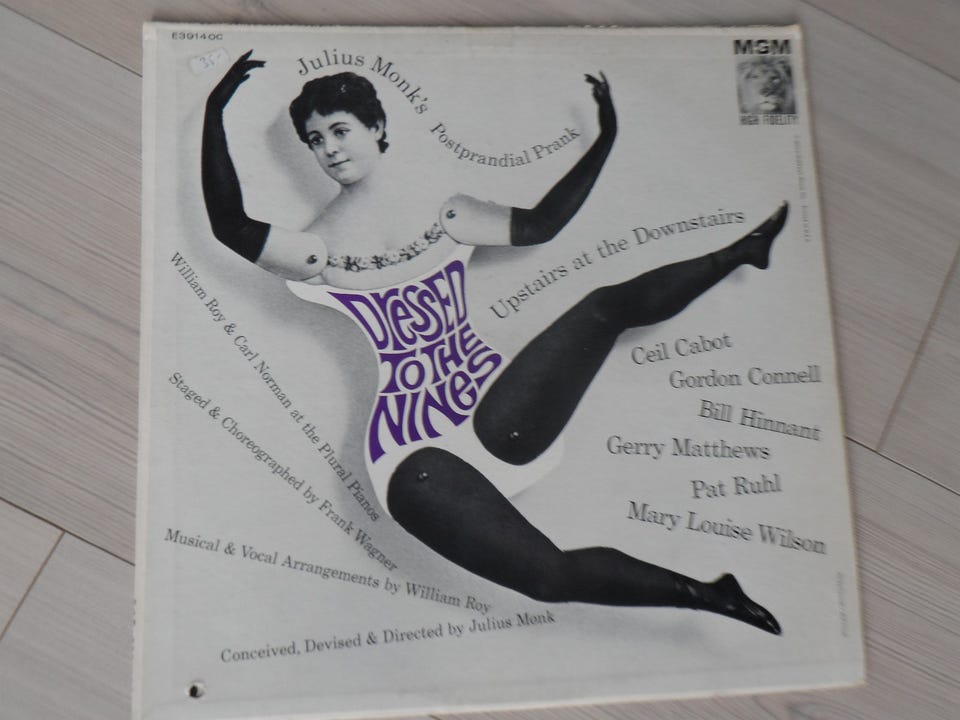 E3914OC
35.-
MGM
HIGH FIDELITY
Julius Monk's
Postprandial Prank
Upstairs at the Downstairs
DRESSED
TO THE
NINES
Ceil Cabot
Gordon Connell
Bill Hinnant
Gerry Matthews
Pat Ruhl
Mary Louise Wilson
William Roy & Carl Norman at the Plural Pianos
Staged & Choreographed by Frank Wagner
Musical & Vocal Arrangements by William Roy
Conceived, Devised & Directed by Julius Monk